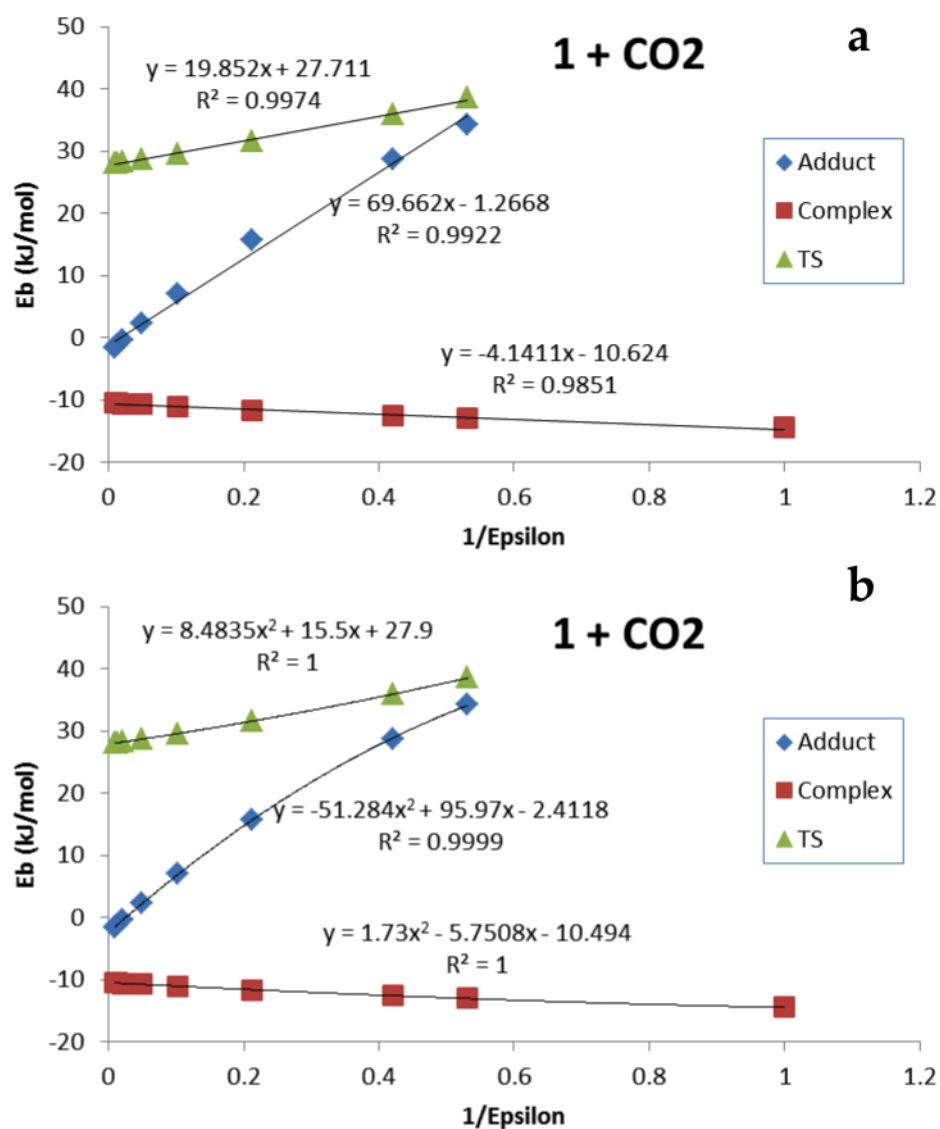 a
1 + CO2
50
40
30
20
10
0
-10
-20
Eb (kJ/mol)
y = 19.852x + 27.711
R² = 0.9974
y = 69.662x - 1.2668
R² = 0.9922
y = -4.1411x - 10.624
R² = 0.9851
Adduct
Complex
TS
0
0.2
0.4
0.6
0.8
1
1.2
1/Epsilon
b
1 + CO2
50
40
30
20
10
0
-10
-20
Eb (kJ/mol)
y = 8.4835x² + 15.5x + 27.9
R² = 1
y = -51.284x² + 95.97x - 2.4118
R² = 0.9999
y = 1.73x² - 5.7508x - 10.494
R² = 1
Adduct
Complex
TS
0
0.2
0.4
0.6
0.8
1
1.2
1/Epsilon